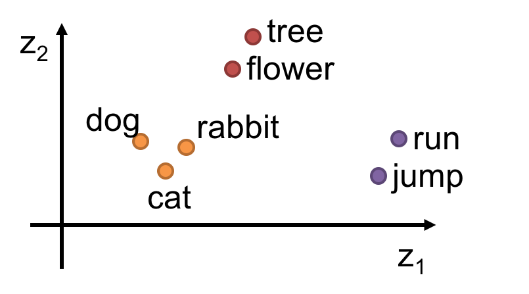 tree
z₂
flower
dog
rabbit
run
jump
cat
z₁